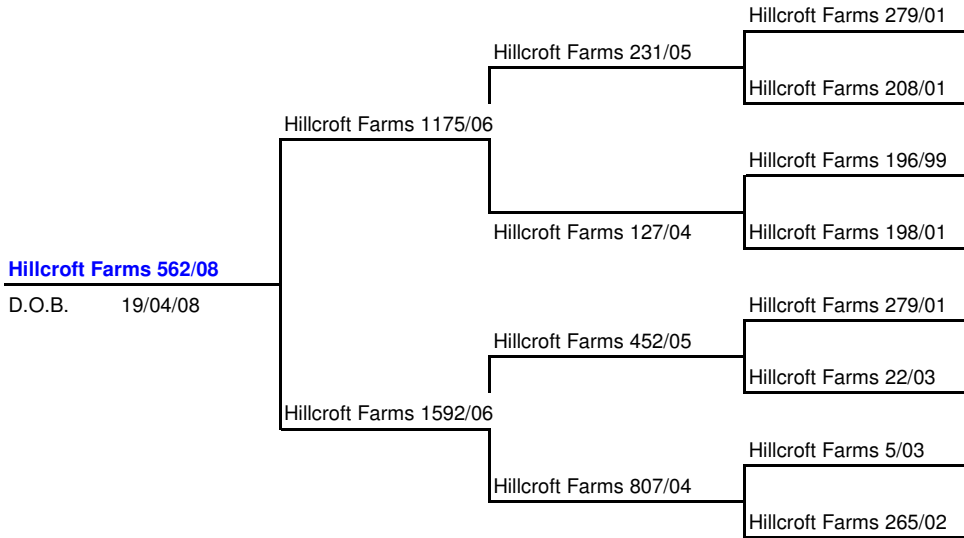 Hillcroft Farms 279/01
Hillcroft Farms 231/05
Hillcroft Farms 208/01
Hillcroft Farms 1175/06
Hillcroft Farms 196/99
Hillcroft Farms 127/04
Hillcroft Farms 198/01
Hillcroft Farms 562/08
D.O.B. 19/04/08
Hillcroft Farms 279/01
Hillcroft Farms 452/05
Hillcroft Farms 22/03
Hillcroft Farms 1592/06
Hillcroft Farms 5/03
Hillcroft Farms 807/04
Hillcroft Farms 265/02